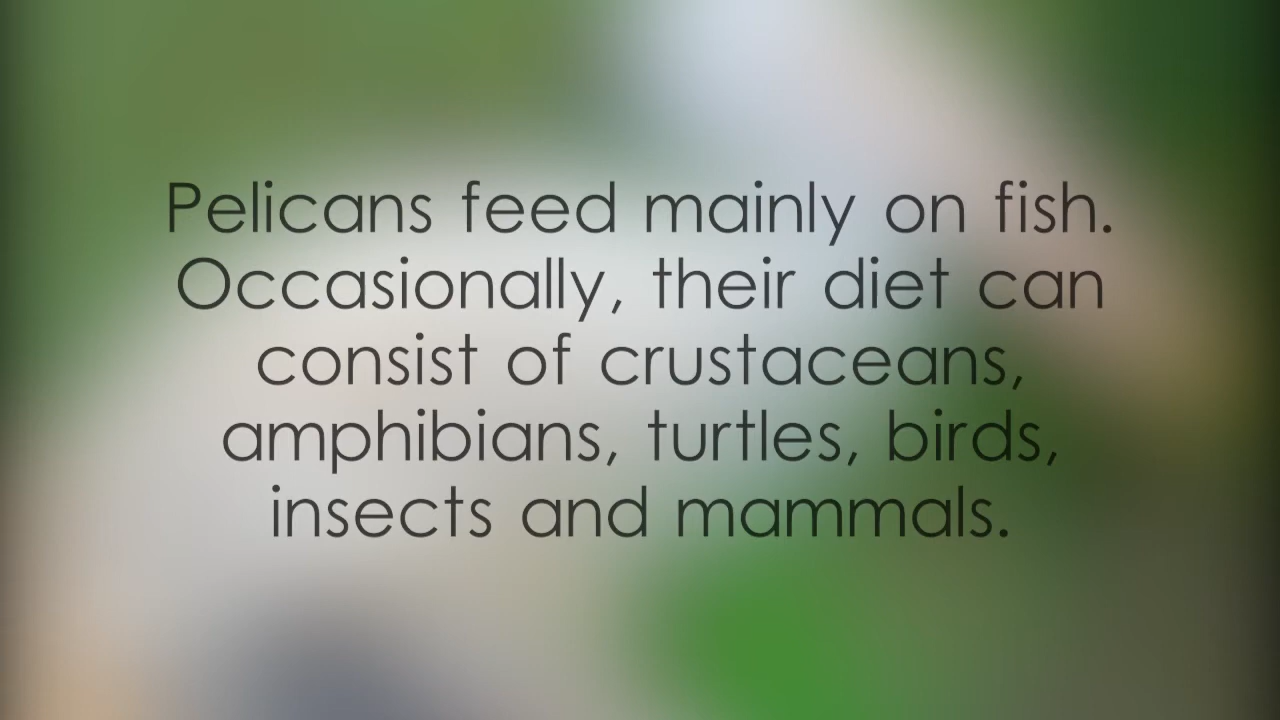 Pelicans feed mainly on fish.
Occasionally, their diet can
consist of crustaceans,
amphibians, turtles, birds,
insects and mammals.